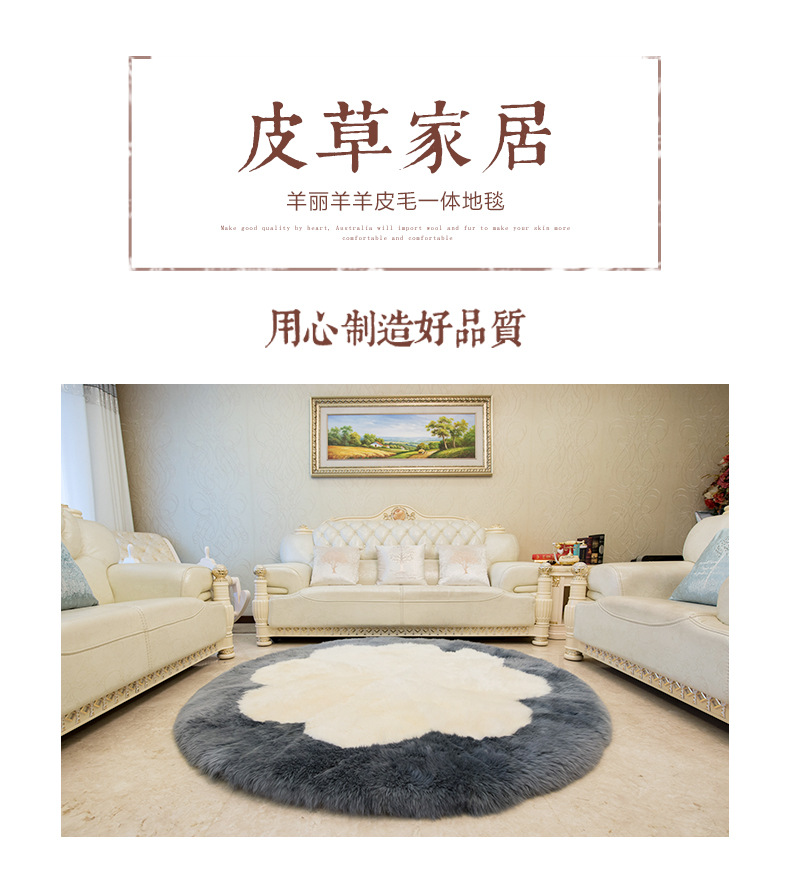 皮草家居
羊丽羊羊皮毛一体地毯
Make good quality by heart, Australia will import wool and fur to make your skin more
comfortable and comfortable
用心制造好品質